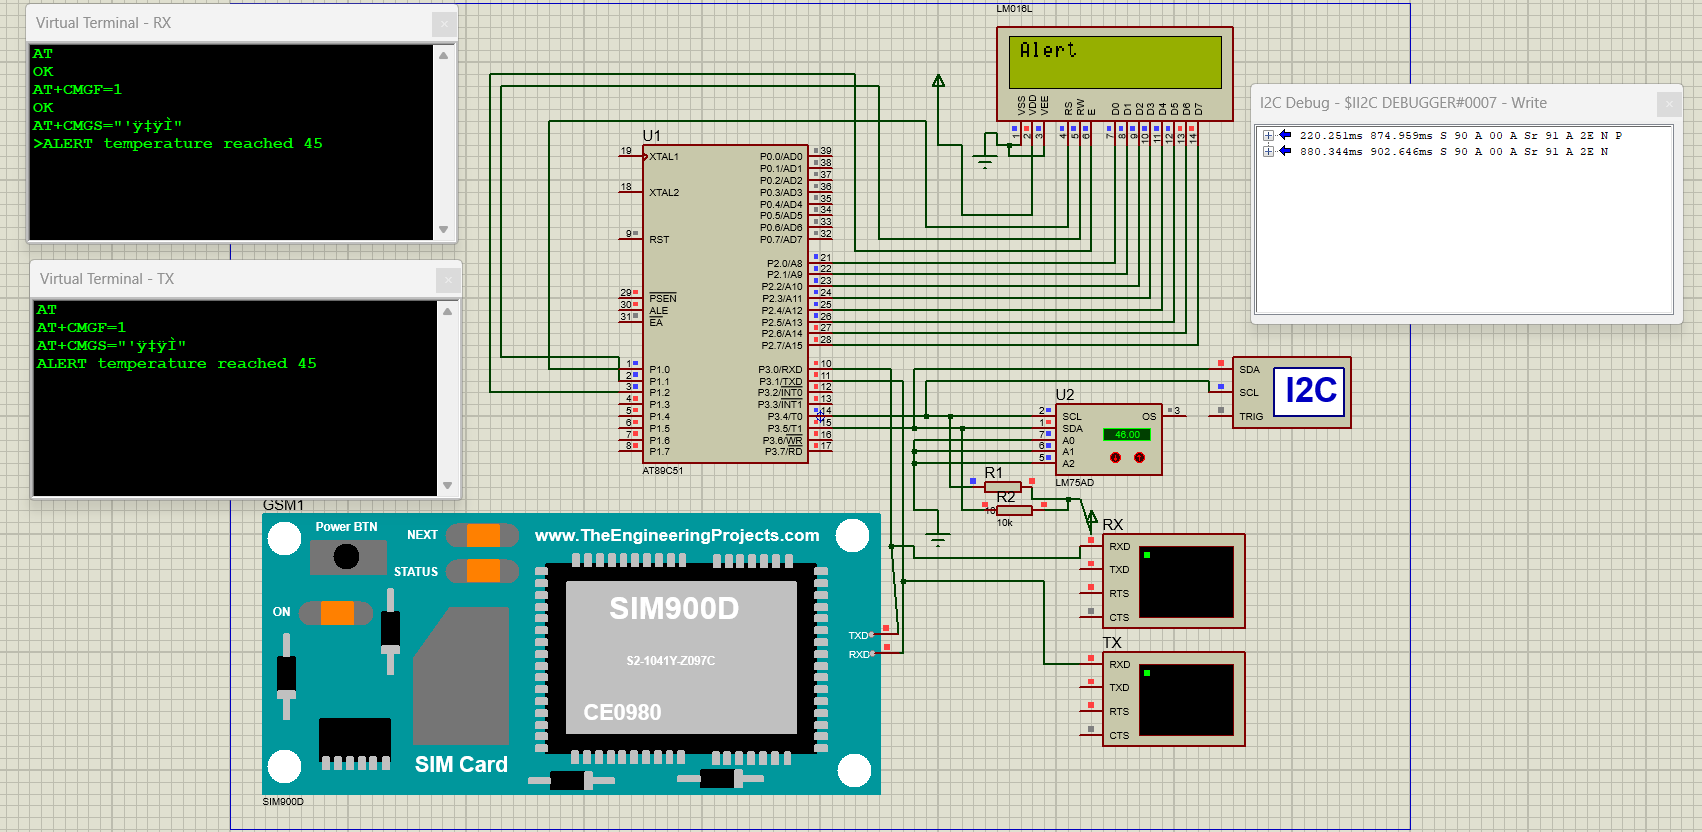 Virtual Terminal - RX
AT
OK
AT+CMGF=1
OK
AT+CMGS="'ÿ‡ÿÌ"
>ALERT temperature reached 45
Virtual Terminal - TX
AT
AT+CMGF=1
AT+CMGS="'ÿ‡ÿÌ"
ALERT temperature reached 45
LM016L
Alert
VSS
VDD
VEE
RS
RW
E
D0
D1
D2
D3
D4
D5
D6
D7
1
2
3
4
5
6
7
8
9
10
11
12
13
14
I2C Debug - $II2C DEBUGGER#0007 - Write
220.251ms 874.959ms S 90 A 00 A Sr 91 A 2E N P
880.344ms 902.646ms S 90 A 00 A Sr 91 A 2E N
U1
19 XTAL1
18 XTAL2
9 RST
29 PSEN
30 ALE
31 EA
1 P1.0
2 P1.1
3 P1.2
4 P1.3
5 P1.4
6 P1.5
7 P1.6
8 P1.7
P0.0/AD0 39
P0.1/AD1 38
P0.2/AD2 37
P0.3/AD3 36
P0.4/AD4 35
P0.5/AD5 34
P0.6/AD6 33
P0.7/AD7 32
P2.0/A8 21
P2.1/A9 22
P2.2/A10 23
P2.3/A11 24
P2.4/A12 25
P2.5/A13 26
P2.6/A14 27
P2.7/A15 28
P3.0/RXD 10
P3.1/TXD 11
P3.2/INT0 12
P3.3/INT1 13
P3.4/T0 14
P3.5/T1 15
P3.6/WR 16
P3.7/RD 17
AT89C51
SDA
SCL
TRIG
I2C
U2
2 SCL
1 SDA
7 A0
6 A1
5 A2
OS 3
46.00
LM75AD
R1
R2
10k
RX
RXD
TXD
RTS
CTS
TX
RXD
TXD
RTS
CTS
GSM1
Power BTN
NEXT
STATUS
ON
www.TheEngineeringProjects.com
SIM900D
S2-1041Y-Z097C
CE0980
SIM Card
TXD
RXD
SIM900D